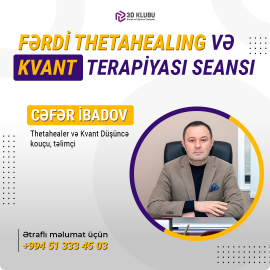 3D KLUBU
FƏRDİ THETAHEALING VƏ
KVANT TERAPİYASI SEANSI
CƏFƏR İBADOV
Thetahealer və Kvant Düşüncə
kouçu, təlimçi
Ətraflı məlumat üçün
+994 51 333 45 03